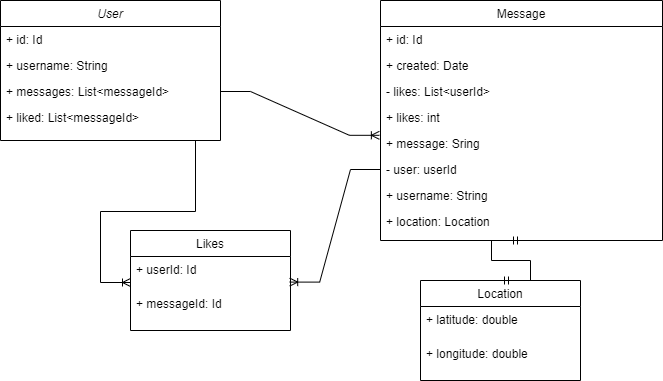 User
+ id: Id
+ username: String
+ messages: List<messageId>
+ liked: List<messageId>
Message
+ id: Id
+ created: Date
- likes: List<userId>
+ likes: int
+ message: Sring
- user: userId
+ username: String
+ location: Location
Likes
+ userId: Id
+ messageId: Id
Location
+ latitude: double
+ longitude: double